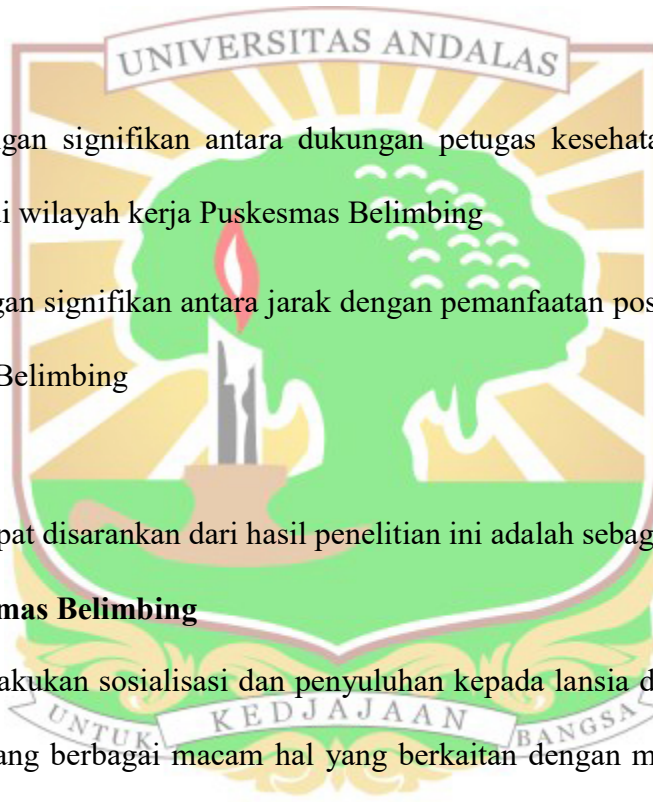 UNIVERSITAS ANDALAS
gan signifikan antara dukungan petugas kesehata
i wilayah kerja Puskesmas Belimbing
gan signifikan antara jarak dengan pemanfaatan pos
Belimbing
pat disarankan dari hasil penelitian ini adalah sebag
mas Belimbing
akukan sosialisasi dan penyuluhan kepada lansia d
UNTUK KEDJAJAAN BANGSA
ang berbagai macam hal yang berkaitan dengan m